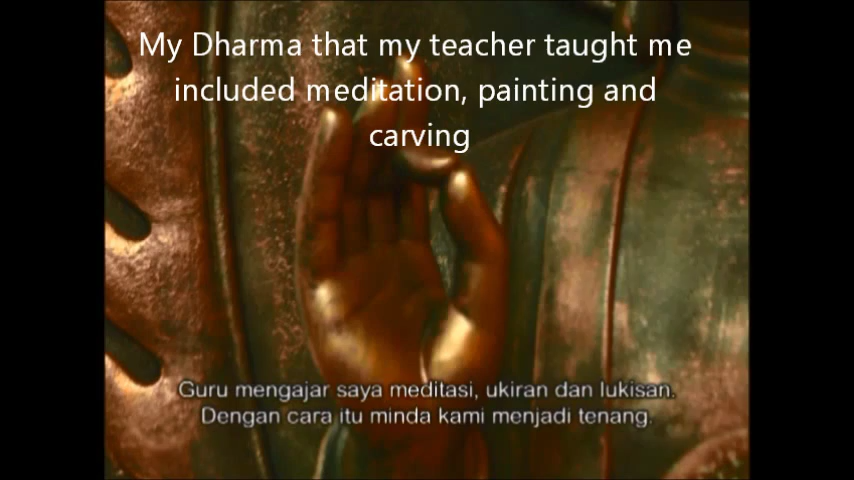 My Dharma that my teacher taught me
included meditation, painting and
carving
Guru mengajar saya meditasi, ukiran dan lukisan.
Dengan cara itu minda kami menjadi tenang.